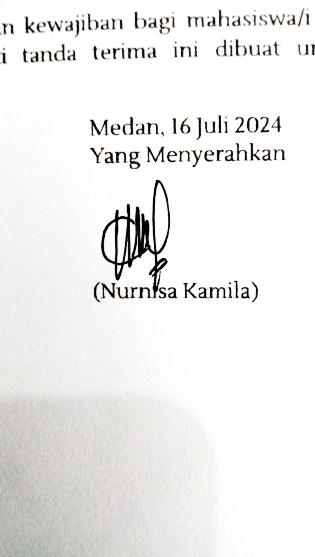 n kewajiban bagi mahasiswa/i
i tanda terima ini dibuat
Medan, 16 Juli 2024
Yang Menyerahkan
(Nurnisa Kamila)